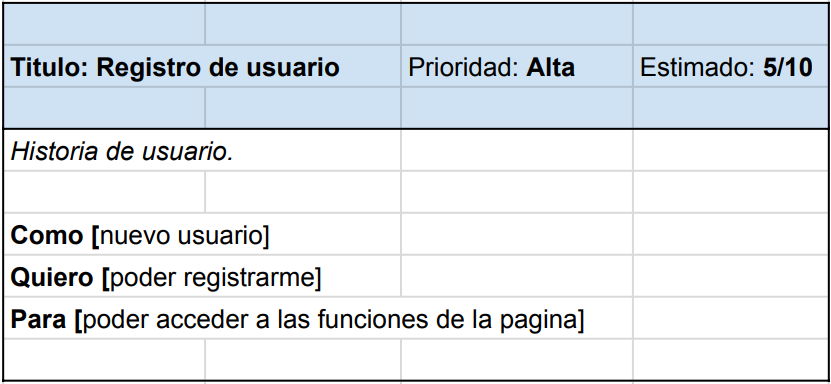 Titulo: Registro de usuario Prioridad: Alta Estimado: 5/10
Historia de usuario.
Como [nuevo usuario]
Quiero [poder registrarme]
Para [poder acceder a las funciones de la pagina]